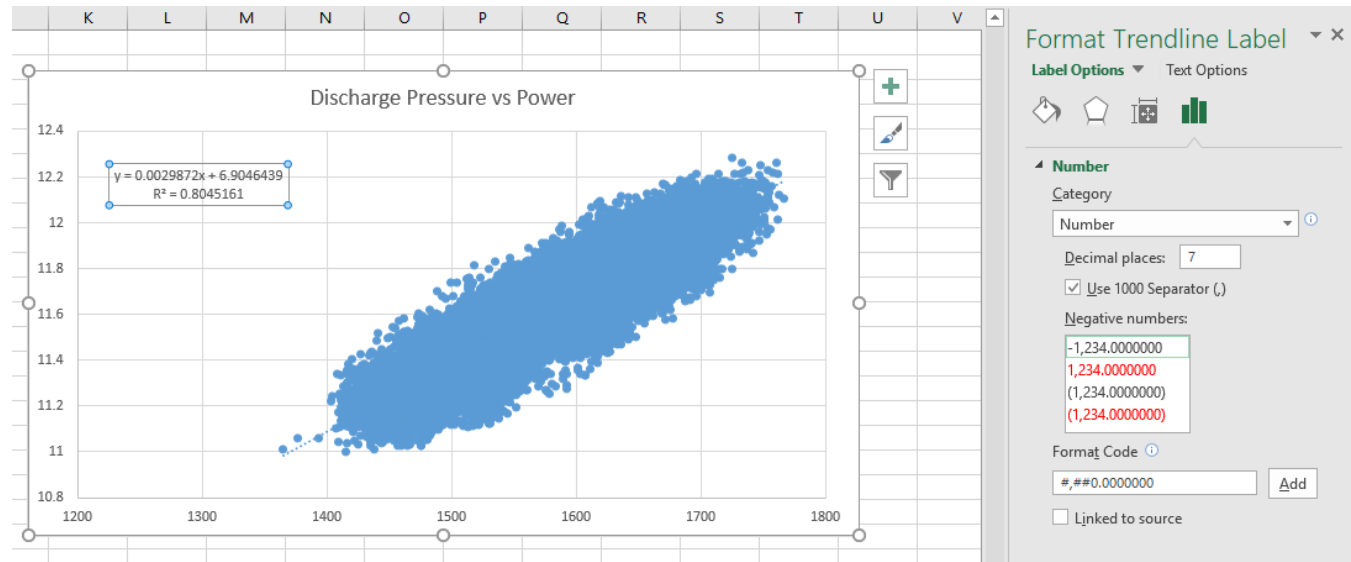 K L M N O P Q R S T U V
Discharge Pressure vs Power
12.4
12.2
12
11.8
11.6
11.4
11.2
11
10.8
y = 0.0029872x + 6.9046439
R² = 0.8045161
1200 1300 1400 1500 1600 1700 1800
Format Trendline Label
Label Options Text Options
Number
Category
Number
Decimal places: 7
Use 1000 Separator (,)
Negative numbers:
-1,234.0000000
1,234.0000000
(1,234.0000000)
(1,234.0000000)
Format Code
#,##0.0000000 Add
Linked to source